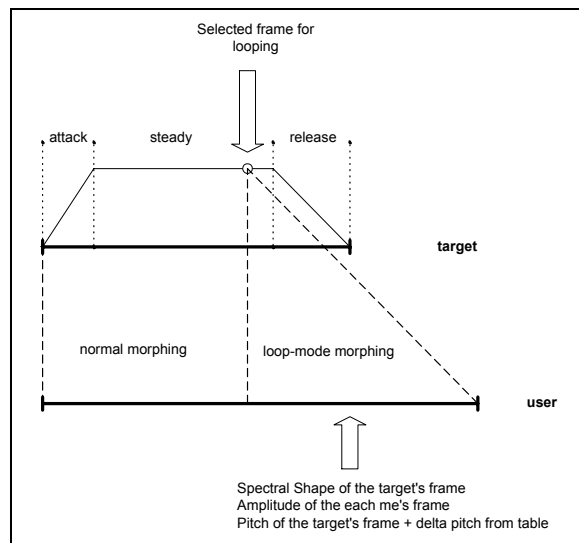 Selected frame for
looping
attack
steady
release
target
normal morphing
loop-mode morphing
user
Spectral Shape of the target's frame
Amplitude of the each me's frame
Pitch of the target's frame + delta pitch from table